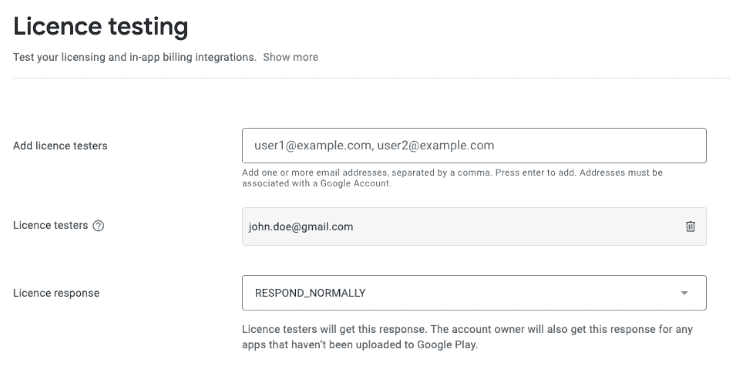 Licence testing
Test your licensing and in-app billing integrations. Show more
Add licence testers
user1@example.com, user2@example.com
Add one or more email addresses, separated by a comma. Press enter to add. Addresses must be
associated with a Google Account.
Licence testers
john.doe@gmail.com
Licence response
RESPOND_NORMALLY
Licence testers will get this response. The account owner will also get this response for any
apps that haven't been uploaded to Google Play.